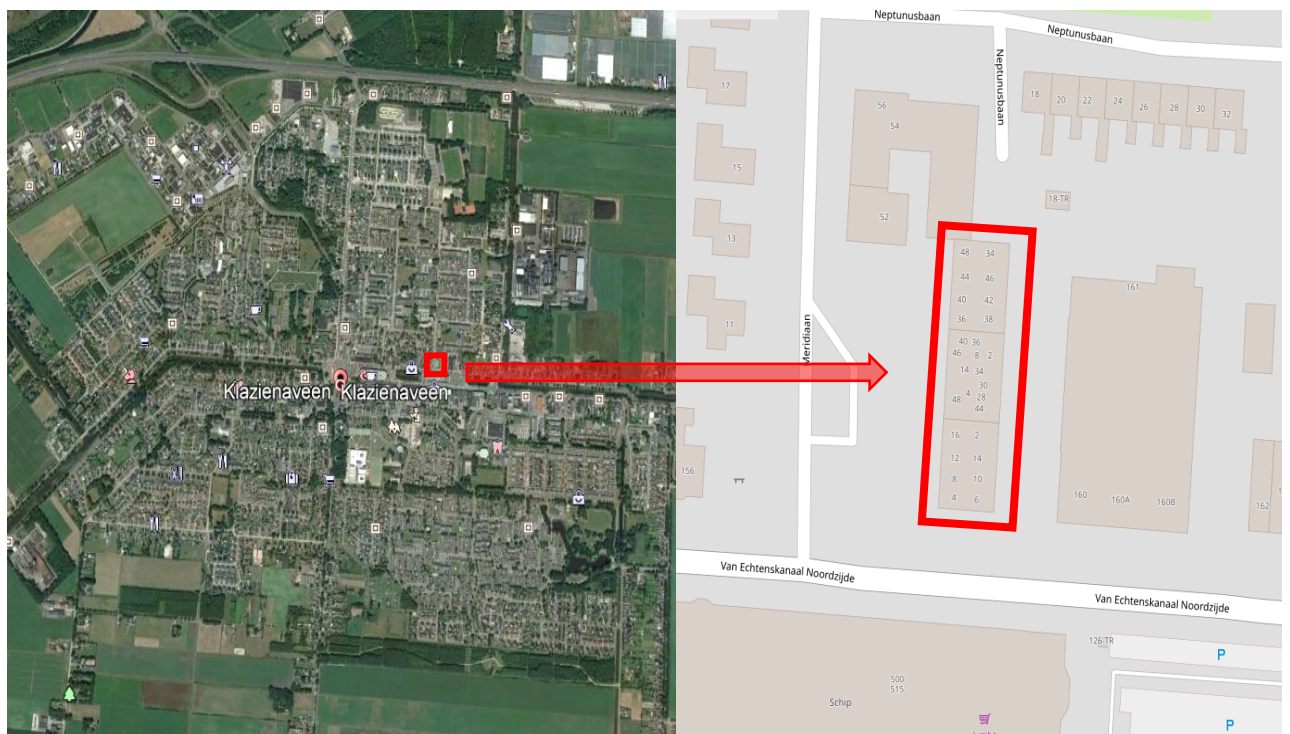 Klazienaveen Klazienaveen
Neptunusbaan
Neptunusbaan
Neptunusbaan
17
18 20 22 24 26 28 30 32
56
54
15
18-TR
52
13
48 34
44 46
161
40 42
36 38
11
Meridiaan
40 36
46 8 2
14 34
30
4 28
48
44
16 2
12 14
156
8 10
4 6
160 160A 160B
162
Van Echtenskanaal Noordzijde
Van Echtenskanaal Noordzijde
126-TR
P
500
515
Schip
P